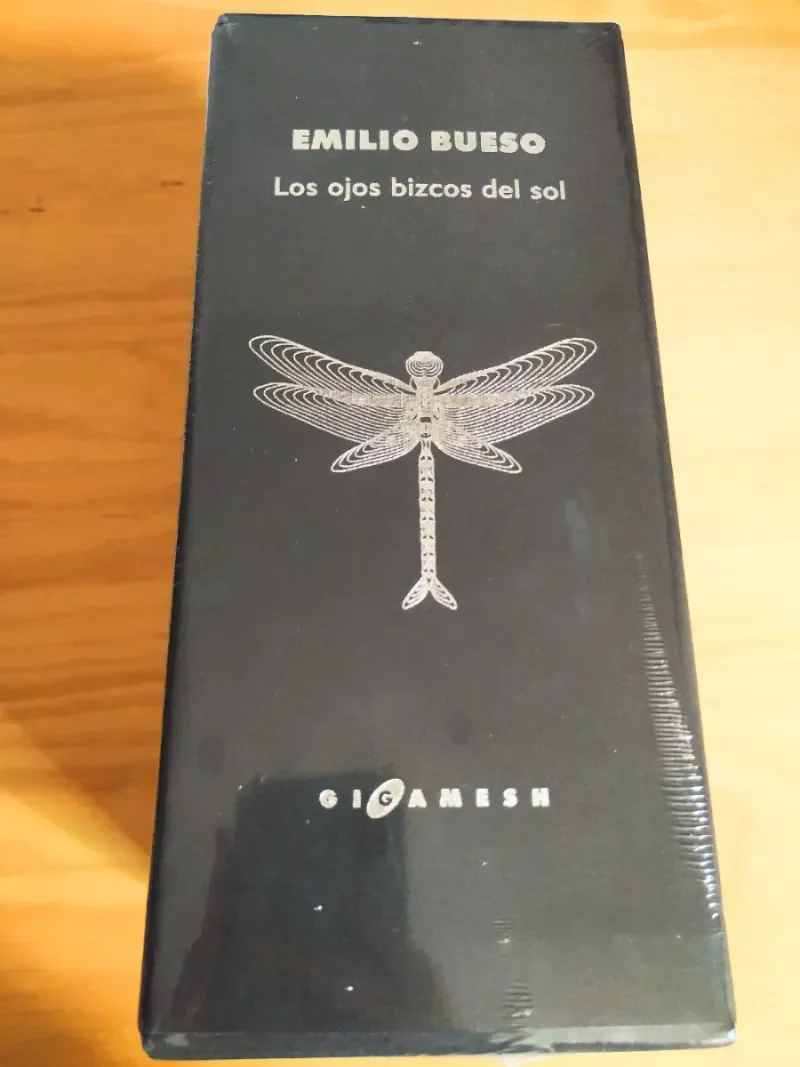 EMILIO BUESO
Los ojos bizcos del sol
GIGAMESH